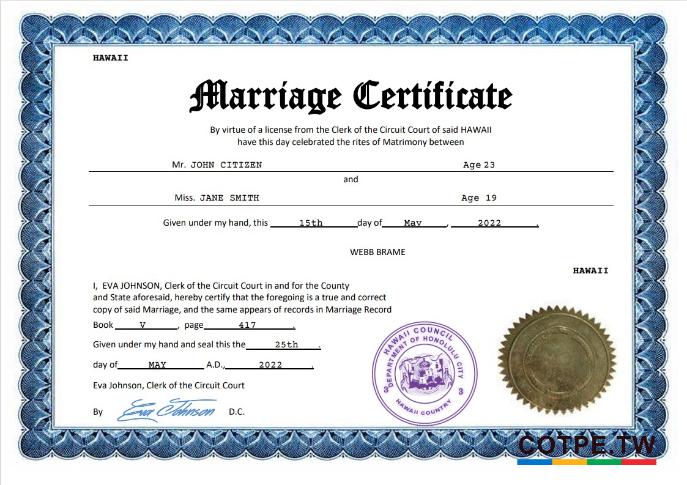 HAWAII
Marriage Certificate
By virtue of a license from the Clerk of the Circuit Court of said HAWAII
have this day celebrated the rites of Matrimony between
Mr. JOHN CITIZEN Age 23
and
Miss. JANE SMITH Age 19
Given under my hand, this 15th day of May , 2022 .
WEBB BRAME
HAWAII
I, EVA JOHNSON, Clerk of the Circuit Court in and for the County
and State aforesaid, hereby certify that the foregoing is a true and correct
copy of said Marriage, and the same appears of records in Marriage Record
Book V , page 417 .
Given under my hand and seal this the 25th .
day of MAY A.D., 2022 .
Eva Johnson, Clerk of the Circuit Court
By Eva Johnson D.C.
HAWAII COUNCIL
DEPARTMENT OF HONOLULU CITY
HAWAII COUNTRY
COTPE.TW